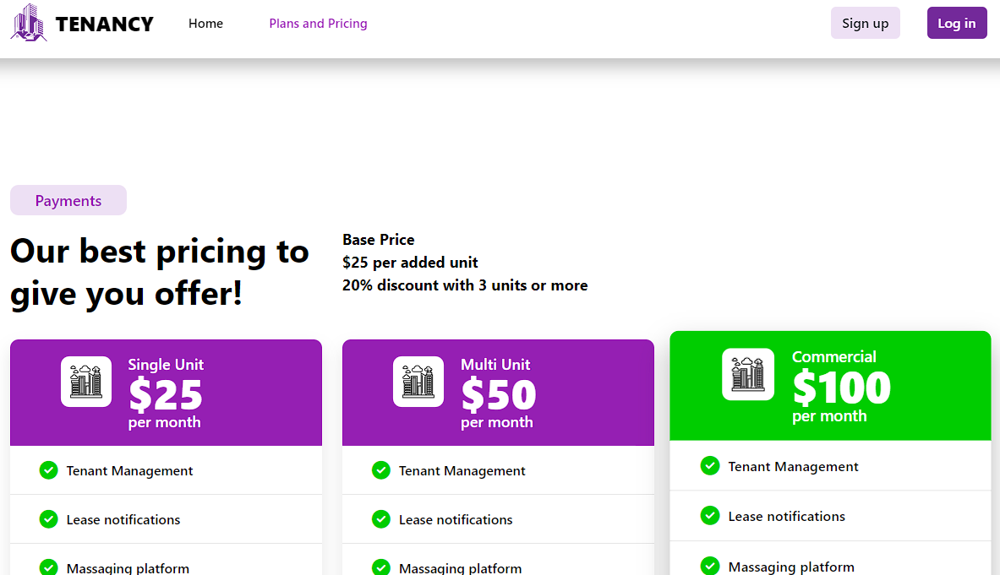 TENANCY
Home
Plans and Pricing
Sign up
Log in
Payments
Our best pricing to
give you offer!
Base Price
$25 per added unit
20% discount with 3 units or more
Single Unit
$25
per month
Tenant Management
Lease notifications
Massaging platform
Multi Unit
$50
per month
Tenant Management
Lease notifications
Massaging platform
Commercial
$100
per month
Tenant Management
Lease notifications
Massaging platform